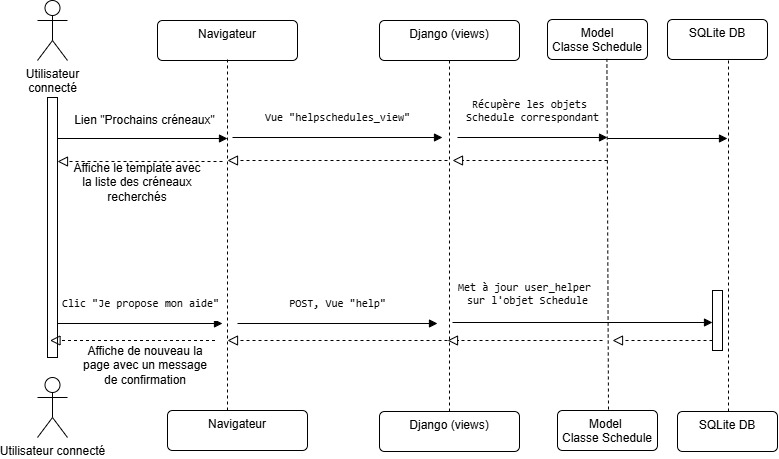 Navigateur
Django (views)
Model
Classe Schedule
SQLite DB
Utilisateur
connecté
Lien "Prochains créneaux"
Vue "helpschedules_view"
Récupère les objets
Schedule correspondant
Affiche le template avec
la liste des créneaux
recherchés
Clic "Je propose mon aide"
POST, Vue "help"
Met à jour user_helper
sur l'objet Schedule
Affiche de nouveau la
page avec un message
de confirmation
Utilisateur connecté
Navigateur
Django (views)
Model
Classe Schedule
SQLite DB